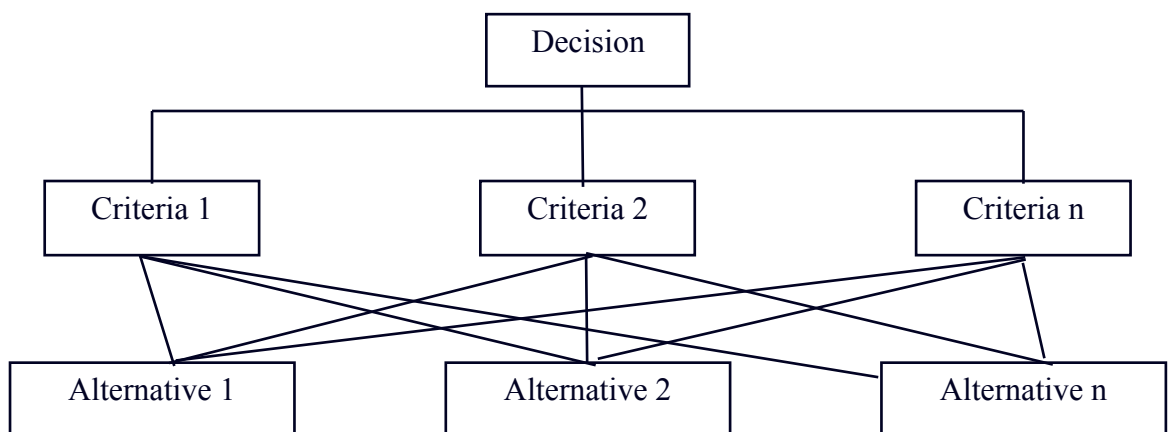 Decision
Criteria 1
Criteria 2
Criteria n
Alternative 1
Alternative 2
Alternative n